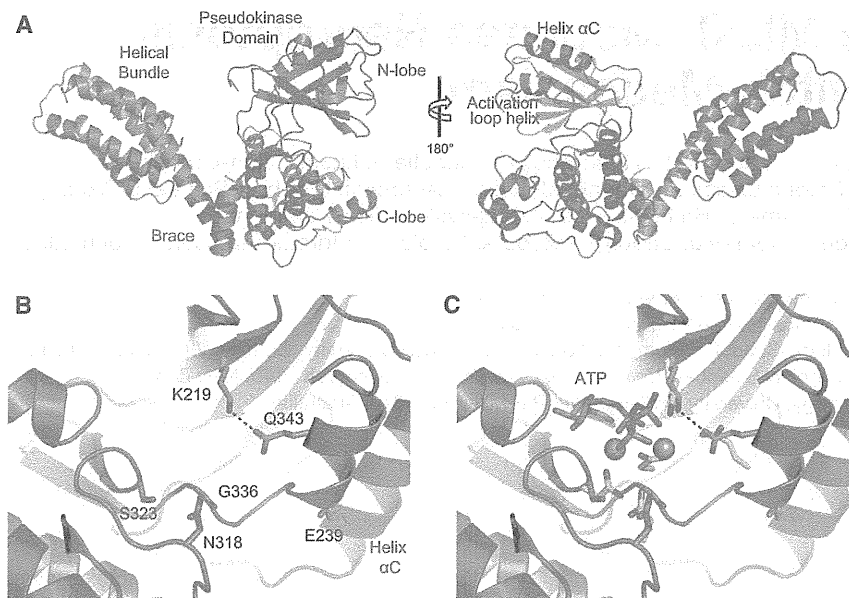 A
Pseudokinase
Domain
Helical
Bundle
N-lobe
C-lobe
Brace
180°
Helix αC
Activation
loop helix
B
K219
Q343
G336
S323
N318
E239
Helix
αC
C
ATP